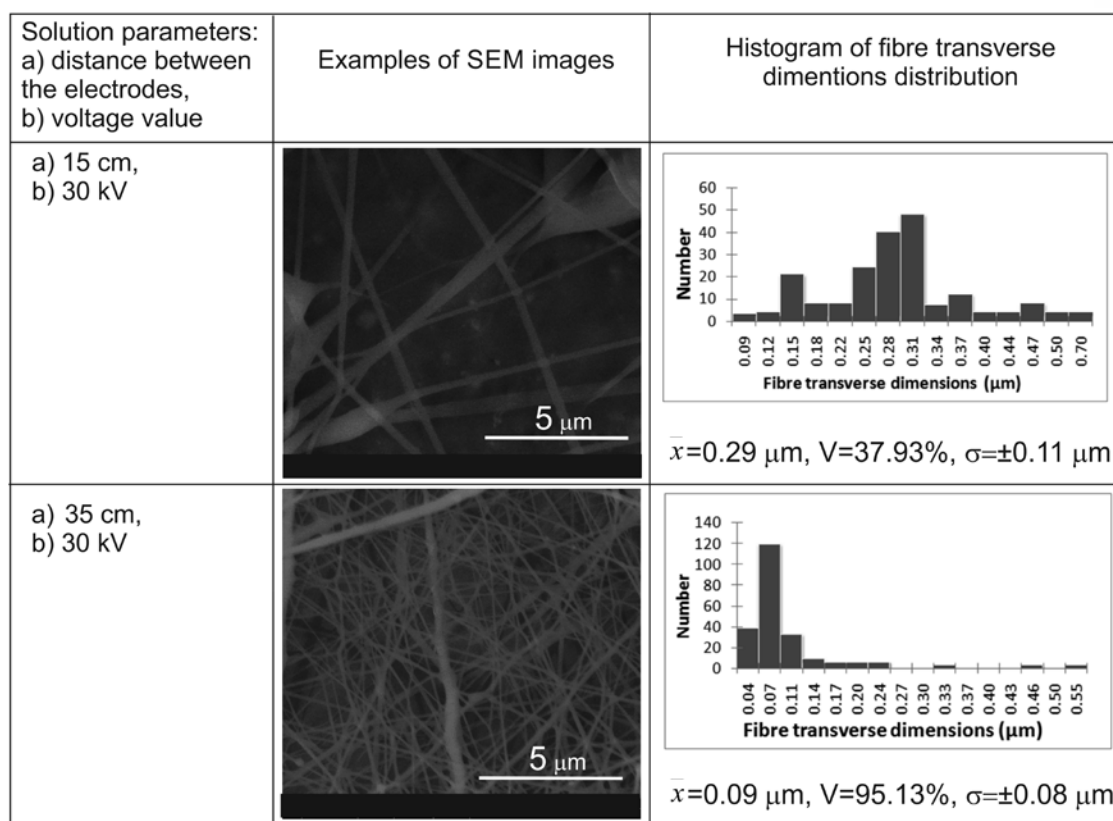 Solution parameters:
a) distance between
the electrodes,
b) voltage value
Examples of SEM images
Histogram of fibre transverse
dimentions distribution
a) 15 cm,
b) 30 kV
5 μm
60
50
40
30
20
10
0
Number
0.09 0.12 0.15 0.18 0.22 0.25 0.28 0.31 0.34 0.37 0.40 0.44 0.47 0.50 0.70
Fibre transverse dimensions (μm)
x̄=0.29 μm, V=37.93%, σ=±0.11 μm
a) 35 cm,
b) 30 kV
5 μm
140
120
100
80
60
40
20
0
Number
0.04 0.07 0.11 0.14 0.17 0.20 0.24 0.27 0.30 0.33 0.37 0.40 0.43 0.46 0.50 0.55
Fibre transverse dimensions (μm)
x̄=0.09 μm, V=95.13%, σ=±0.08 μm